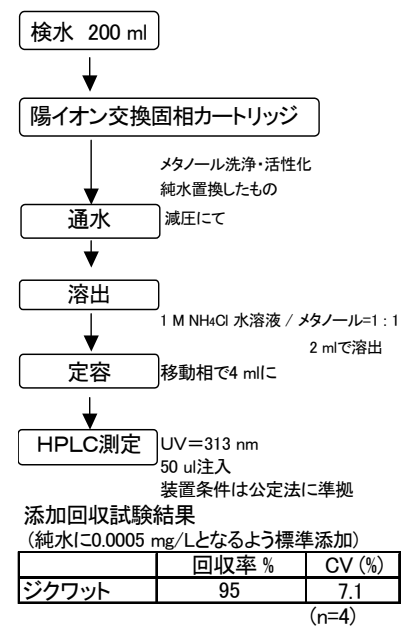 検水 200 ml
陽イオン交換固相カートリッジ
メタノール洗浄・活性化
純水置換したもの
通水 減圧にて
溶出
1 M NH4Cl 水溶液 / メタノール=1 : 1
2 mlで溶出
定容 移動相で4 mlに
HPLC測定 UV=313 nm
50 ul注入
装置条件は公定法に準拠
添加回収試験結果
(純水に0.0005 mg/Lとなるよう標準添加)
回収率 % CV (%)
ジクワット 95 7.1
(n=4)